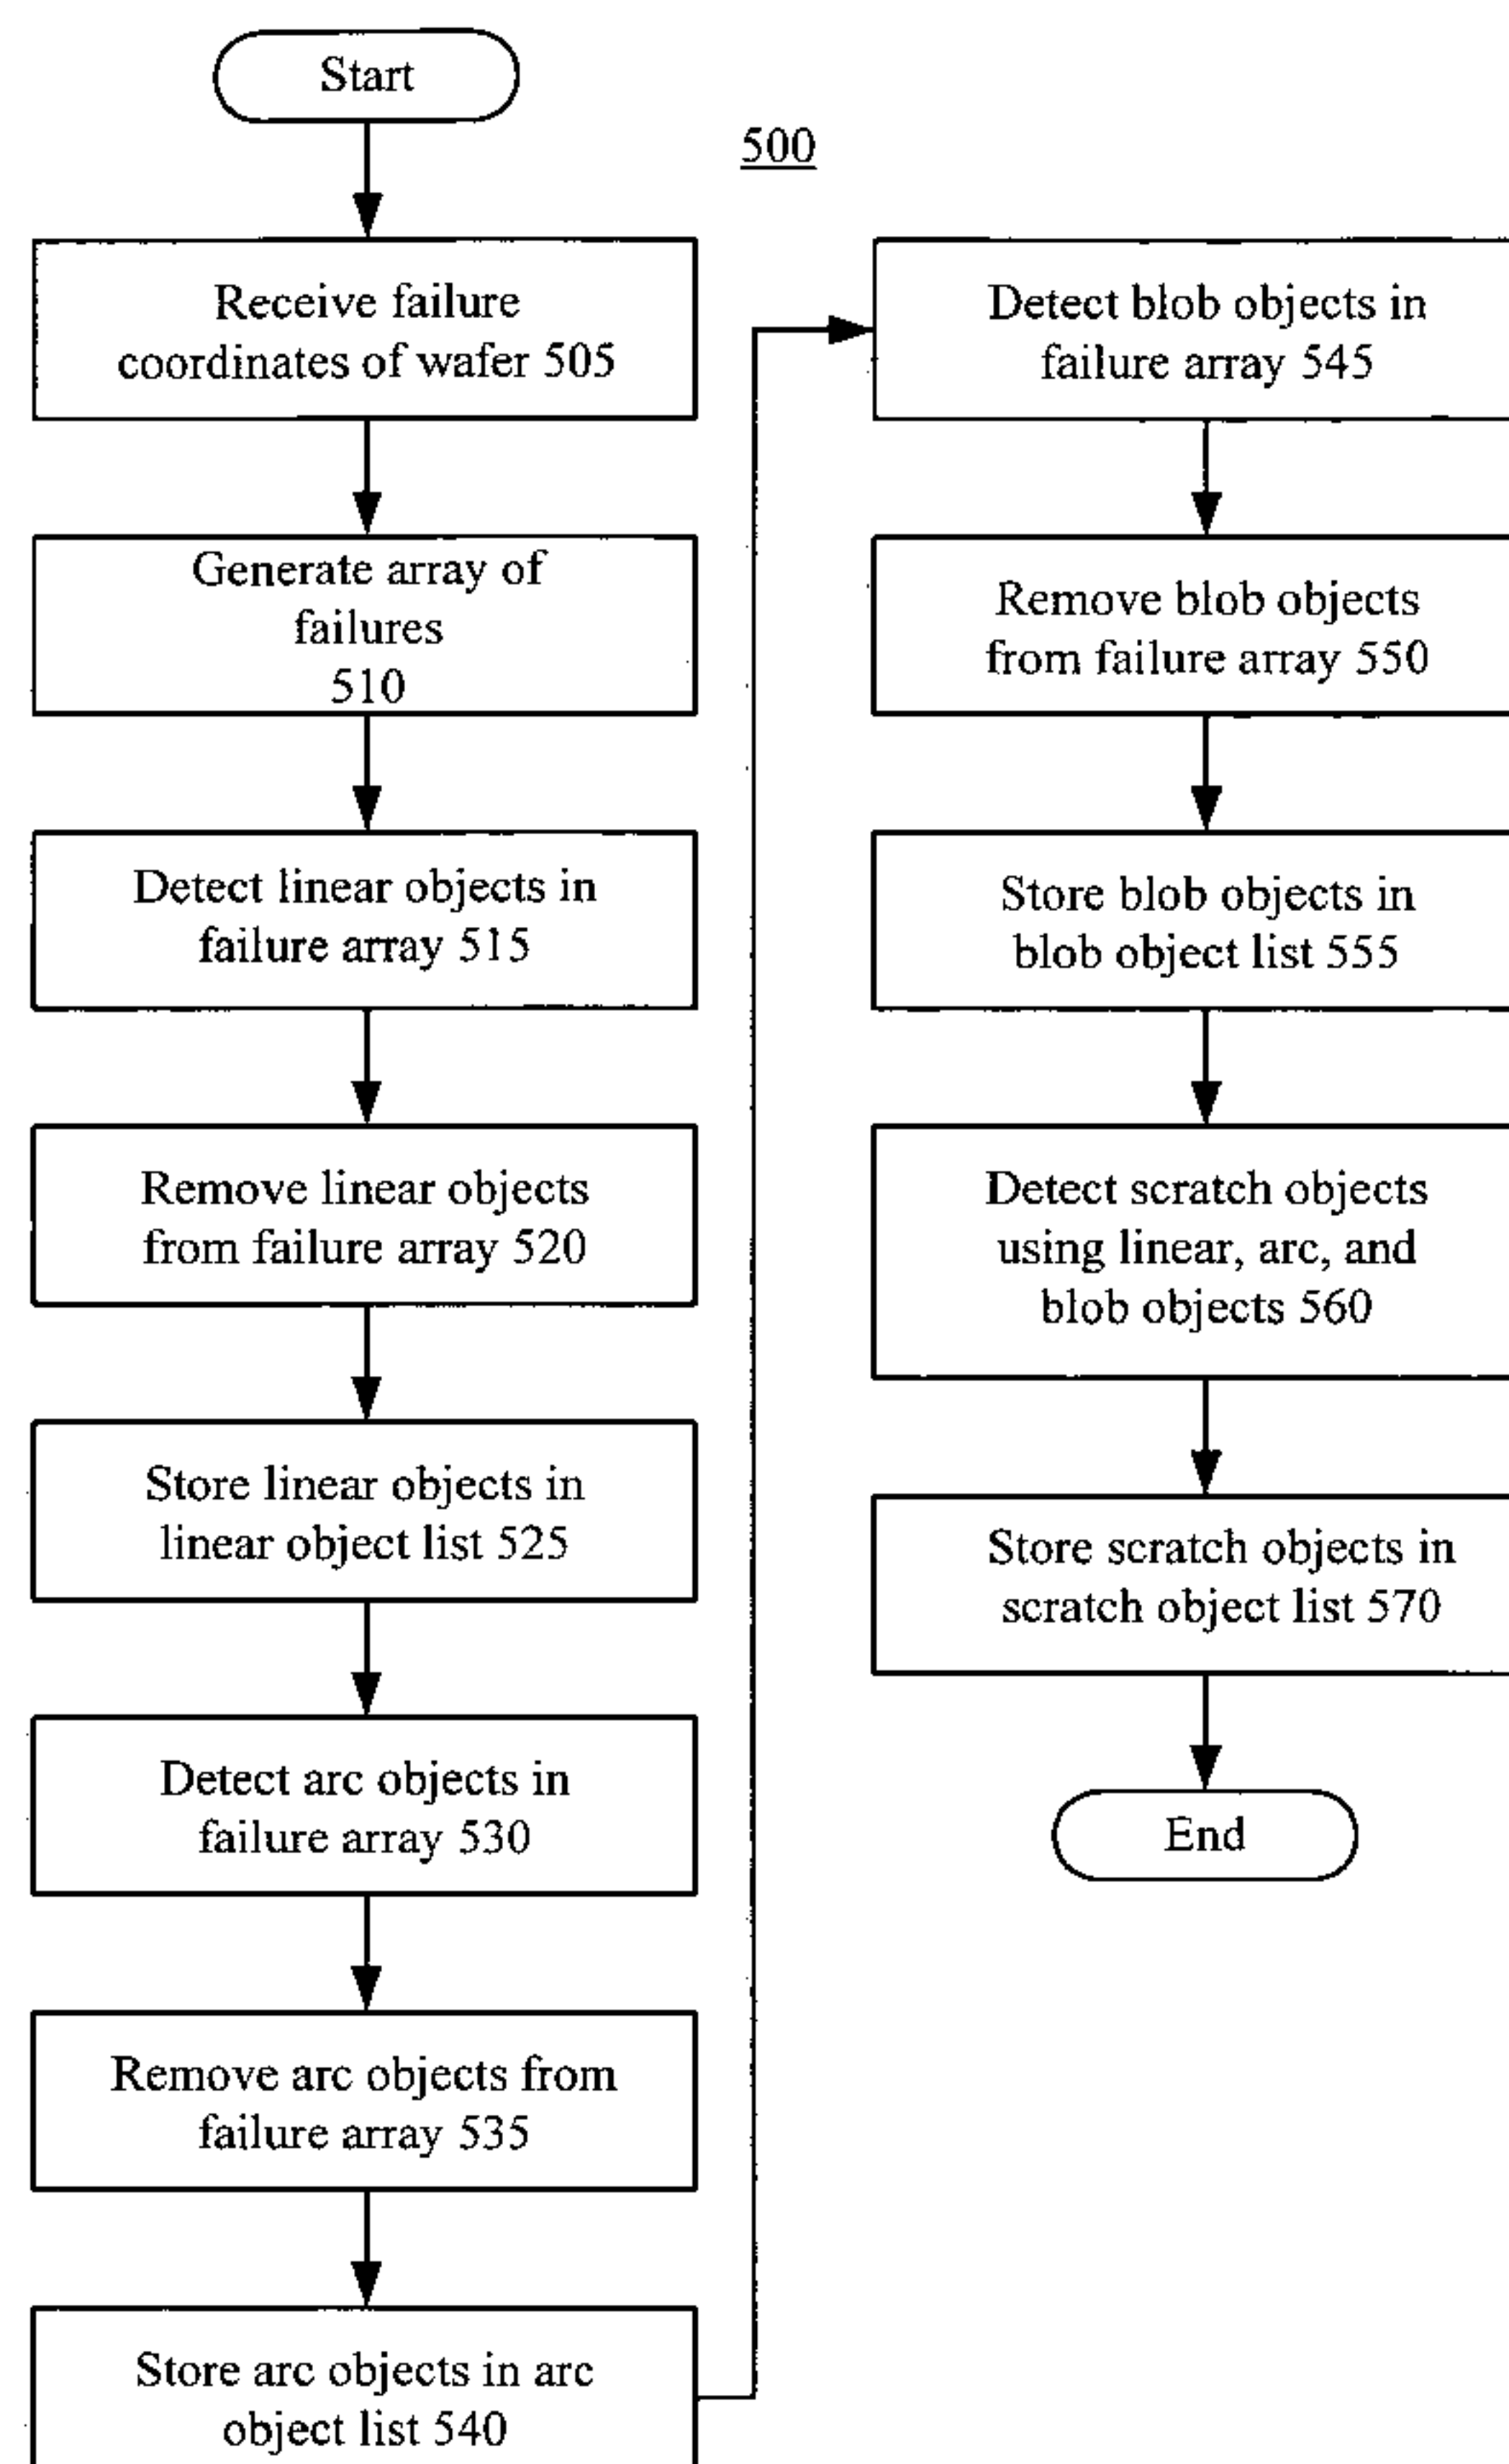 Start
500
Receive failure
coordinates of wafer 505
Generate array of
failures
510
Detect linear objects in
failure array 515
Remove linear objects
from failure array 520
Store linear objects in
linear object list 525
Detect arc objects in
failure array 530
Remove arc objects from
failure array 535
Store arc objects in arc
object list 540
Detect blob objects in
failure array 545
Remove blob objects
from failure array 550
Store blob objects in
blob object list 555
Detect scratch objects
using linear, arc, and
blob objects 560
Store scratch objects in
scratch object list 570
End